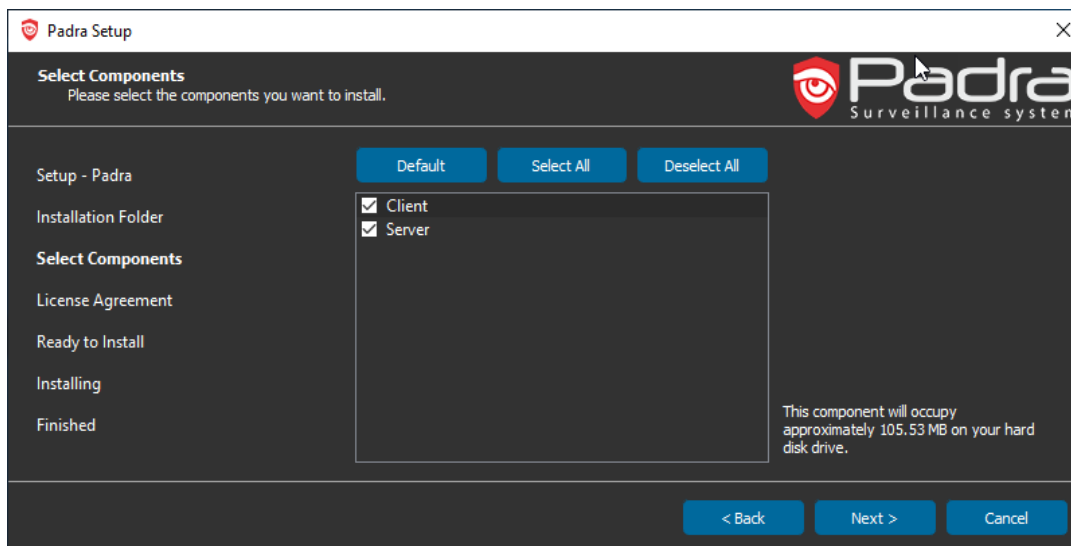 Padra Setup
Select Components
Please select the components you want to install.
Padra
Surveillance system
Setup - Padra
Installation Folder
Select Components
License Agreement
Ready to Install
Installing
Finished
Default
Select All
Deselect All
Client
Server
This component will occupy
approximately 105.53 MB on your hard
disk drive.
< Back
Next >
Cancel